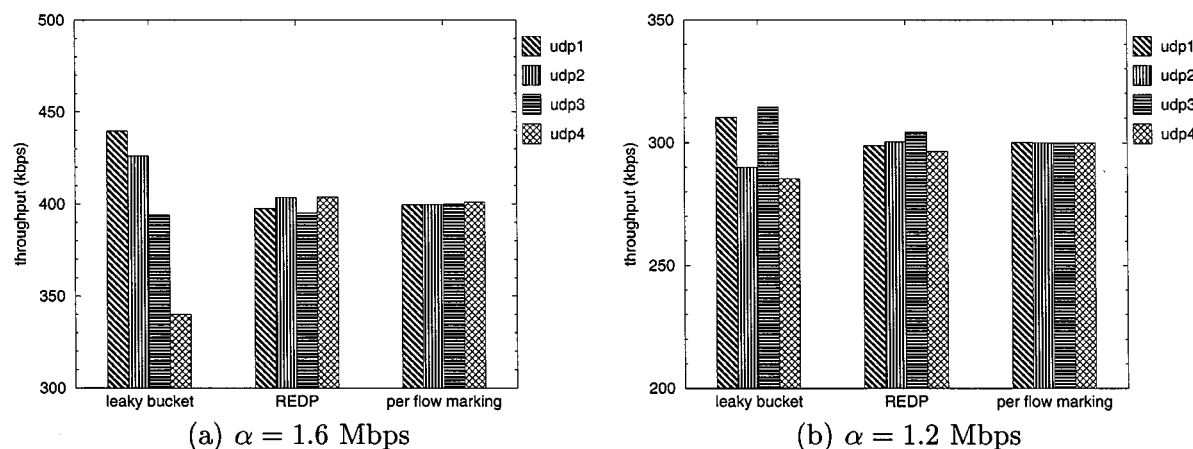 500
450
400
350
300
throughput (kbps)
leaky bucket
REDP
per flow marking
udp1
udp2
udp3
udp4
(a) α = 1.6 Mbps
350
300
250
200
throughput (kbps)
leaky bucket
REDP
per flow marking
udp1
udp2
udp3
udp4
(b) α = 1.2 Mbps